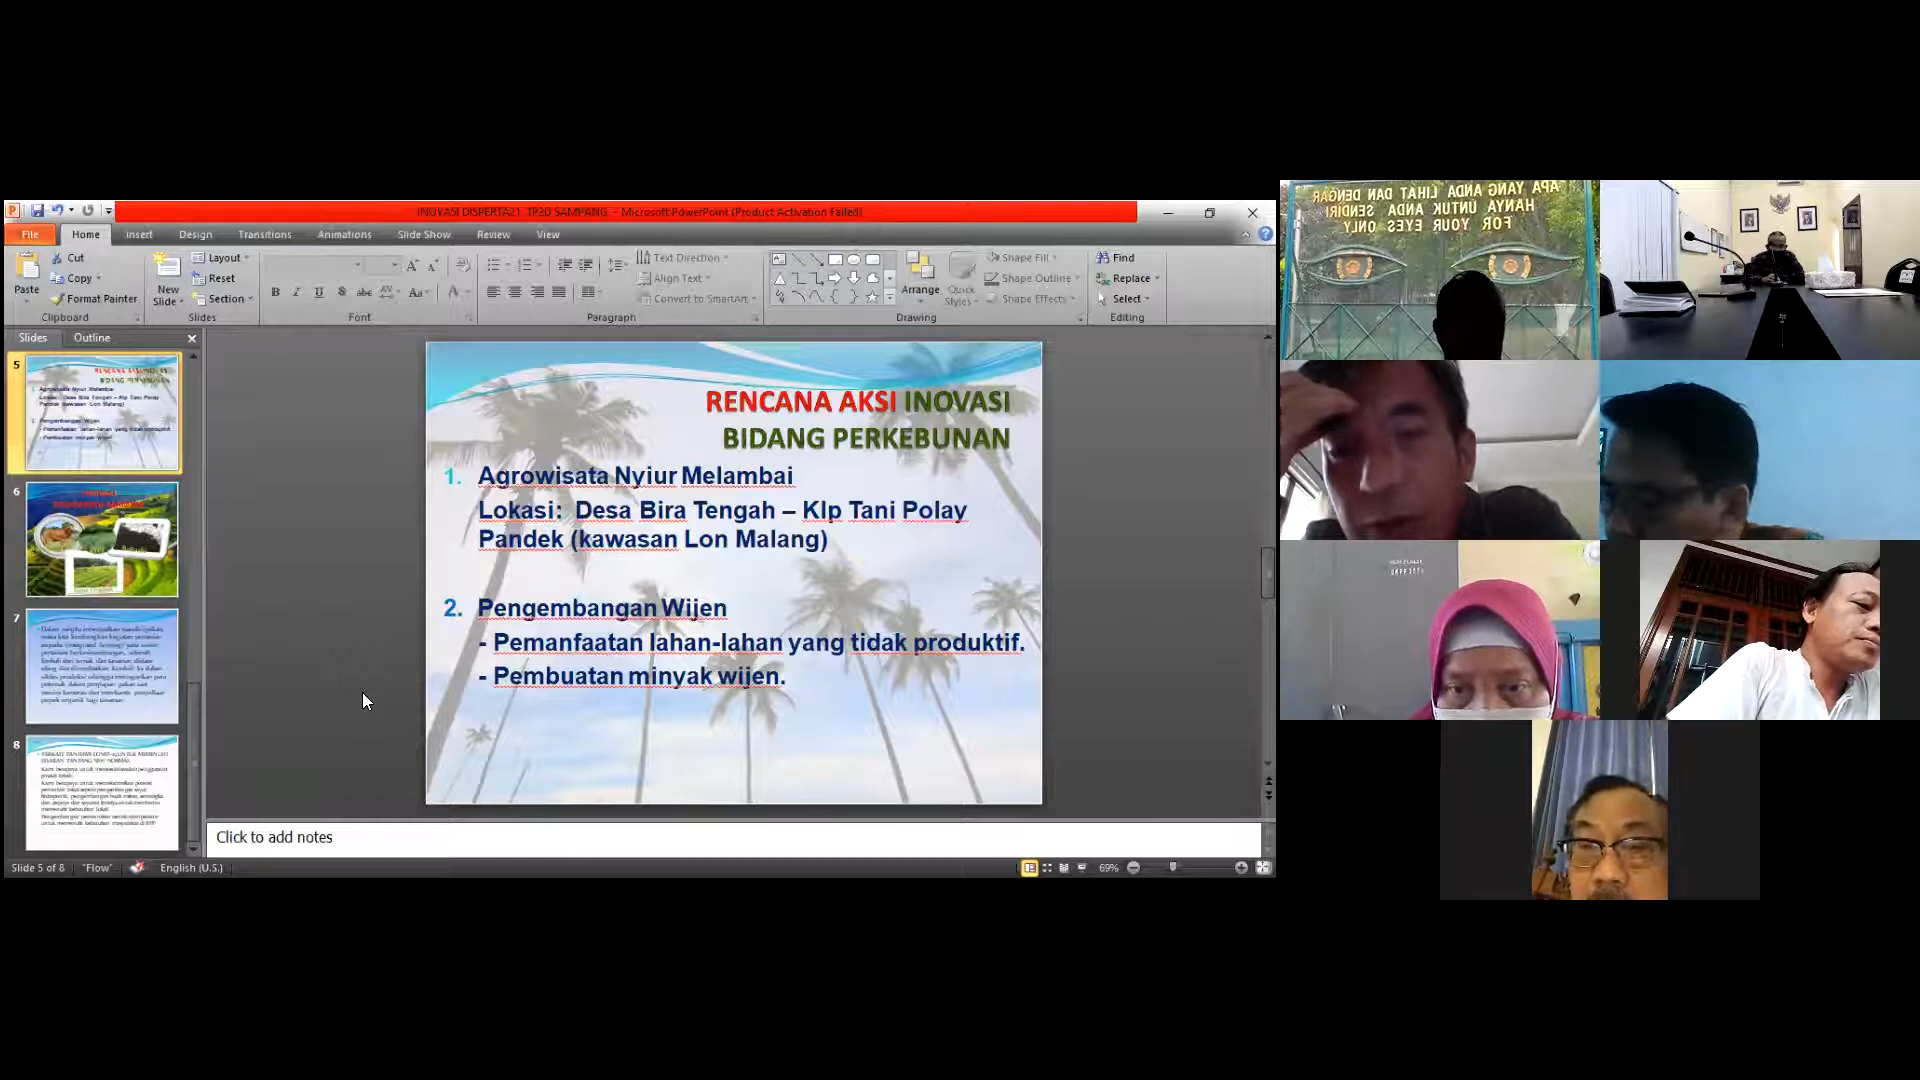 INOVASI DISPERTA21 TP2D SAMPANG - Microsoft PowerPoint (Product Activation Failed)
File Home Insert Design Transitions Animations Slide Show Review View
Paste
Cut
Copy
Format Painter
Clipboard
New Slide
Layout
Reset
Section
Slides
Font
Text Direction
Align Text
Convert to SmartArt
Paragraph
Arrange
Quick Styles
Shape Fill
Shape Outline
Shape Effects
Drawing
Find
Replace
Select
Editing
Slides Outline
5
6
7
8
RENCANA AKSI INOVASI
BIDANG PERKEBUNAN
1. Agrowisata Nyiur Melambai
Lokasi: Desa Bira Tengah – Klp Tani Polay
Pandek (kawasan Lon Malang)
2. Pengembangan Wijen
- Pemanfaatan lahan-lahan yang tidak produktif.
- Pembuatan minyak wijen.
Click to add notes
Slide 5 of 8 "Flow" English (U.S.) 69%
APA YANG ANDA LIHAT DAN DENGAR
HANYA UNTUK ANDA SENDIRI
FOR YOUR EYES ONLY